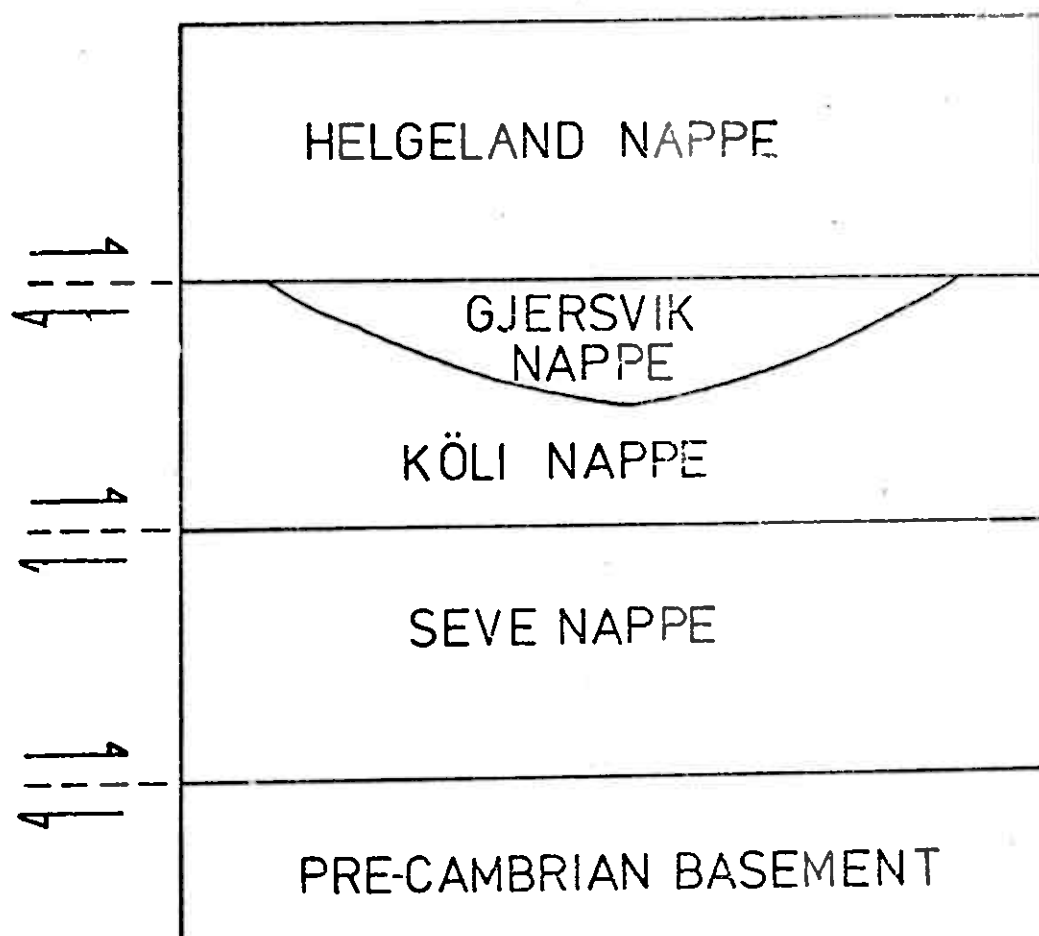 HELGELAND NAPPE
GJERSVIK
NAPPE
KÖLI NAPPE
SEVE NAPPE
PRE-CAMBRIAN BASEMENT